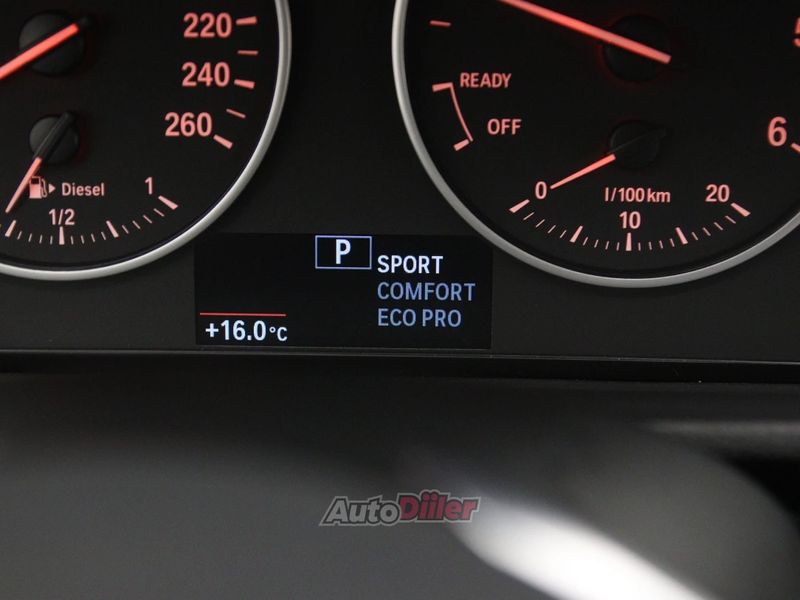 220
240
260
Diesel
1/2
1
READY
OFF
5
6
0
l/100km
10
20
P
SPORT
COMFORT
ECO PRO
+16.0°C
AutoDiiler